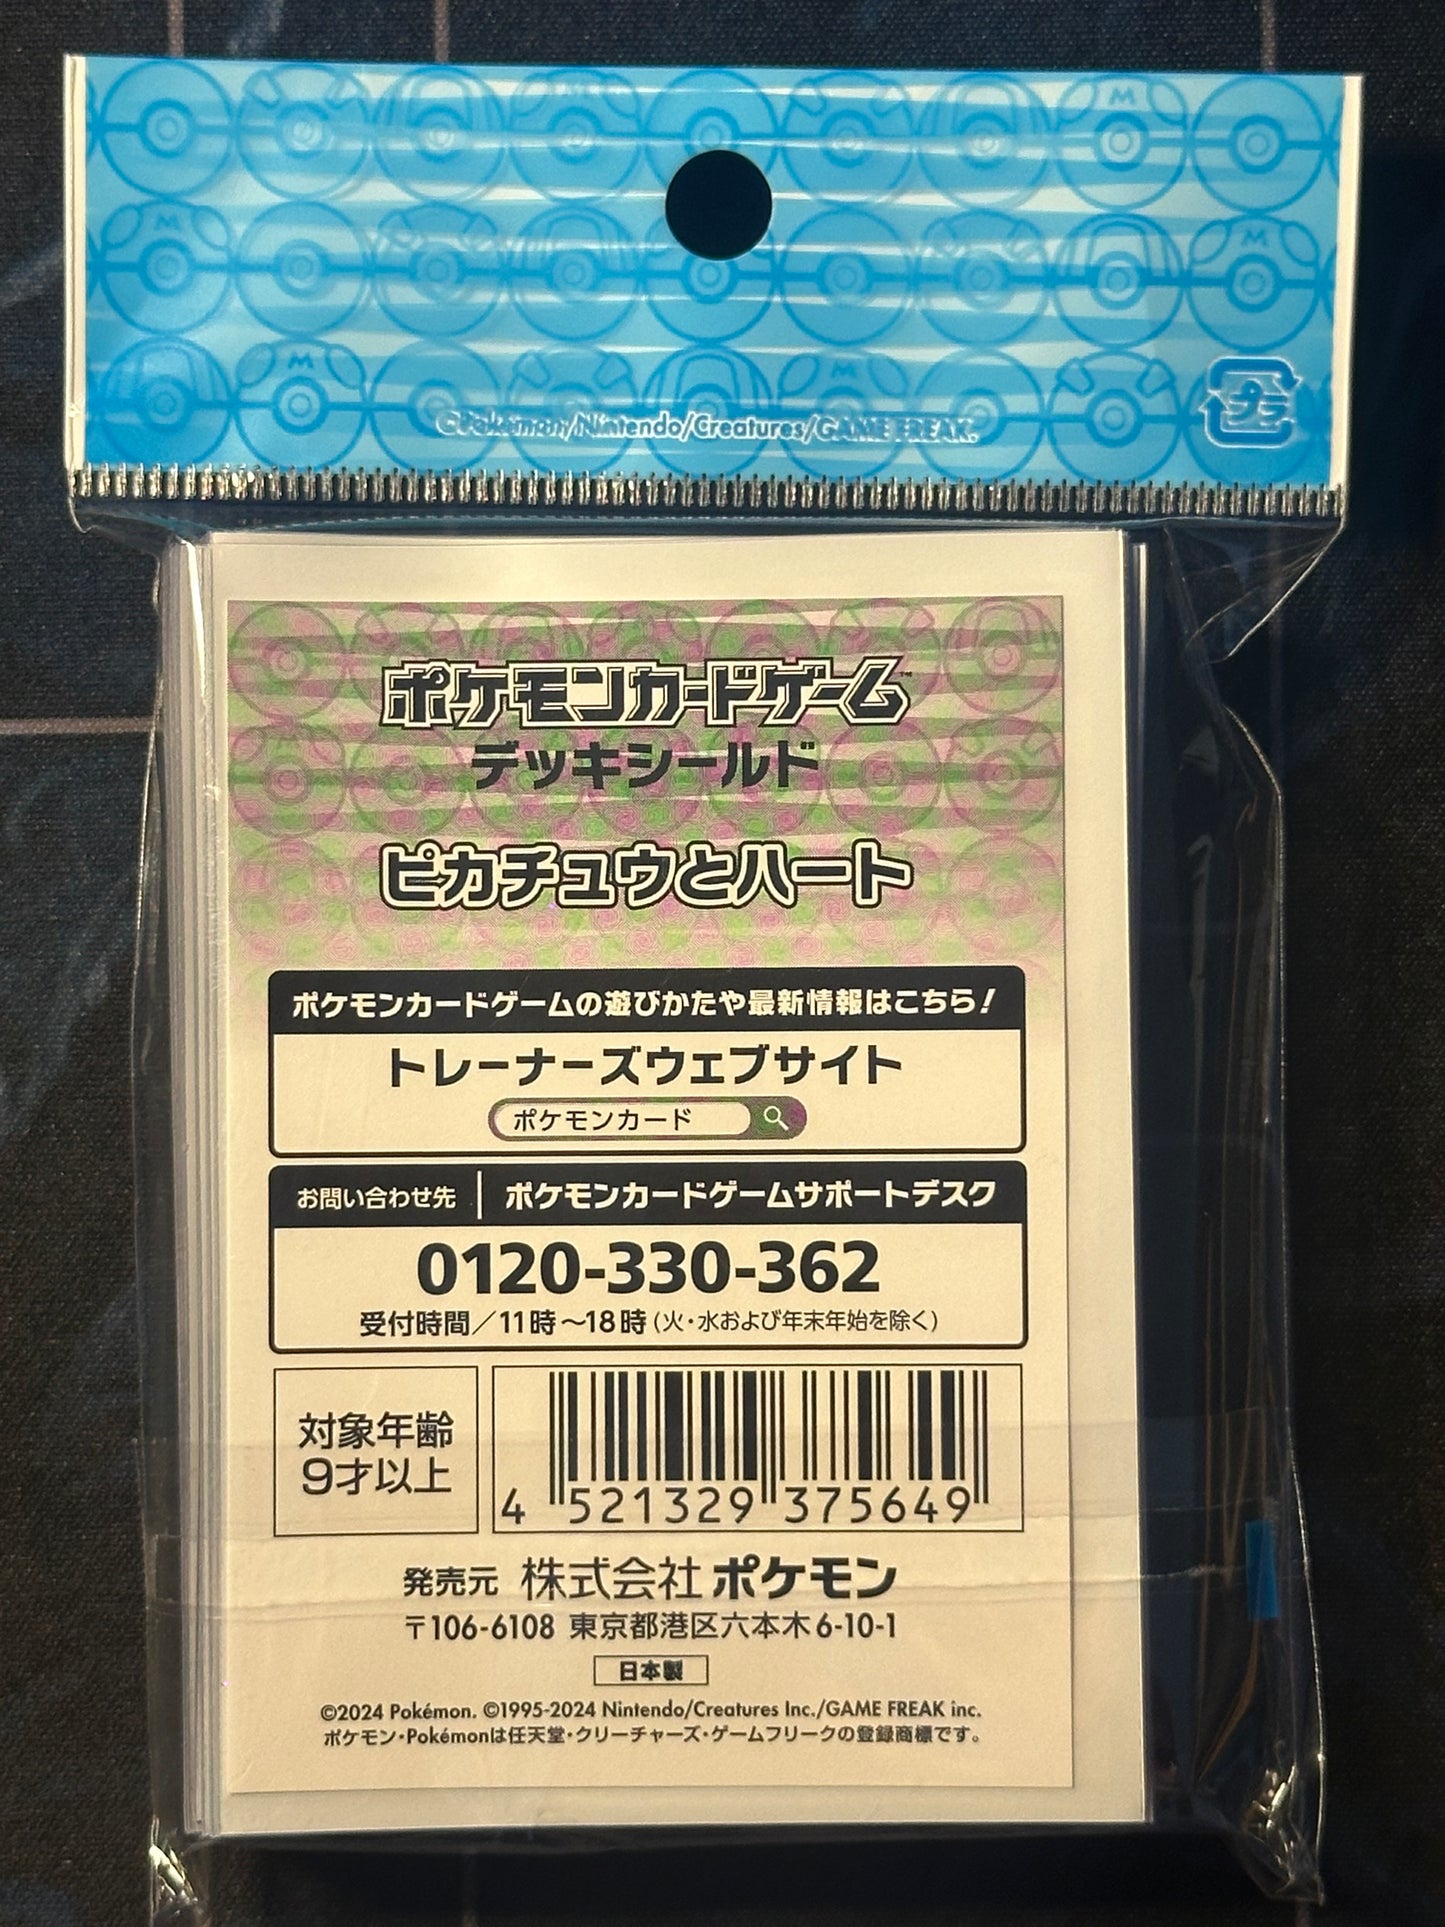 ©Pokémon/Nintendo/Creatures/GAME FREAK.
プラ
ポケモンカードゲーム™
デッキシールド
ピカチュウとハート
ポケモンカードゲームの遊びかたや最新情報はこちら!
トレーナーズウェブサイト
ポケモンカード
お問い合わせ先 ポケモンカードゲームサポートデスク
0120-330-362
受付時間/11時~18時(火・水および年末年始を除く)
対象年齢
9才以上
4 521329 375649
発売元 株式会社ポケモン
〒106-6108 東京都港区六本木6-10-1
日本製
©2024 Pokémon. ©1995-2024 Nintendo/Creatures Inc./GAME FREAK inc.
ポケモン・Pokémonは任天堂・クリーチャーズ・ゲームフリークの登録商標です。